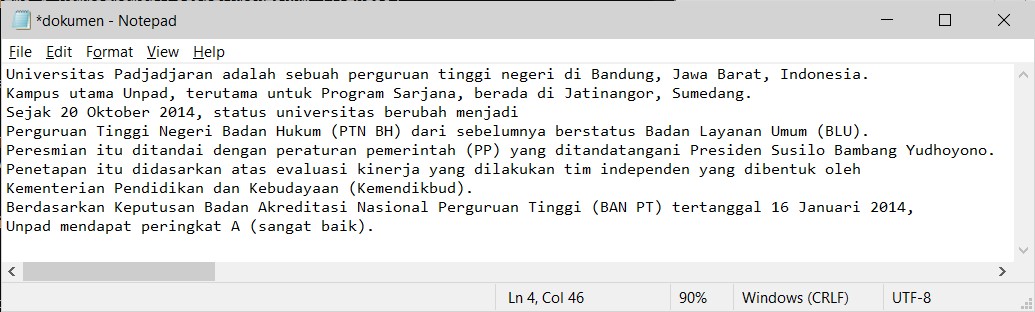 *dokumen - Notepad
File Edit Format View Help
Universitas Padjadjaran adalah sebuah perguruan tinggi negeri di Bandung, Jawa Barat, Indonesia.
Kampus utama Unpad, terutama untuk Program Sarjana, berada di Jatinangor, Sumedang.
Sejak 20 Oktober 2014, status universitas berubah menjadi
Perguruan Tinggi Negeri Badan Hukum (PTN BH) dari sebelumnya berstatus Badan Layanan Umum (BLU).
Peresmian itu ditandai dengan peraturan pemerintah (PP) yang ditandatangani Presiden Susilo Bambang Yudhoyono.
Penetapan itu didasarkan atas evaluasi kinerja yang dilakukan tim independen yang dibentuk oleh
Kementerian Pendidikan dan Kebudayaan (Kemendikbud).
Berdasarkan Keputusan Badan Akreditasi Nasional Perguruan Tinggi (BAN PT) tertanggal 16 Januari 2014,
Unpad mendapat peringkat A (sangat baik).
Ln 4, Col 46 90% Windows (CRLF) UTF-8